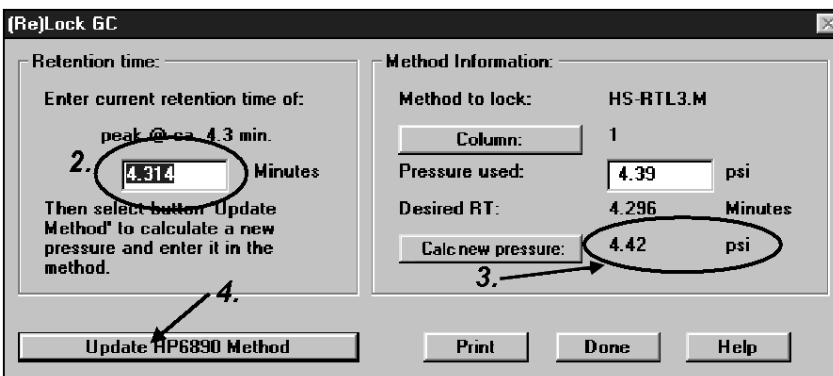 (Re)Lock GC
Retention time:
Enter current retention time of:
peak @ ca. 4.3 min.
2.
4.314 Minutes
Then select button 'Update
Method' to calculate a new
pressure and enter it in the
method.
4.
Update HP6890 Method
Method Information:
Method to lock: HS-RTL3.M
Column: 1
Pressure used: 4.39 psi
Desired RT: 4.296 Minutes
Calc new pressure: 4.42 psi
3.
Print Done Help